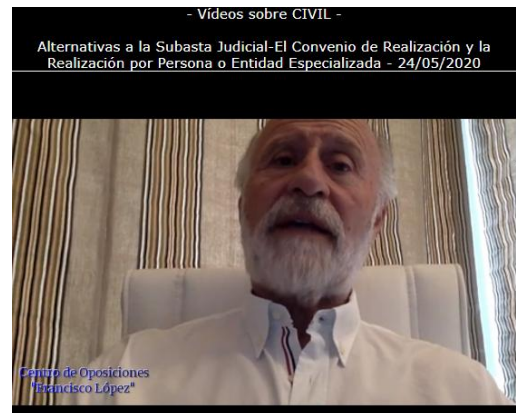 - Vídeos sobre CIVIL -
Alternativas a la Subasta Judicial-El Convenio de Realización y la
Realización por Persona o Entidad Especializada - 24/05/2020
Centro de Oposiciones
"Francisco López"